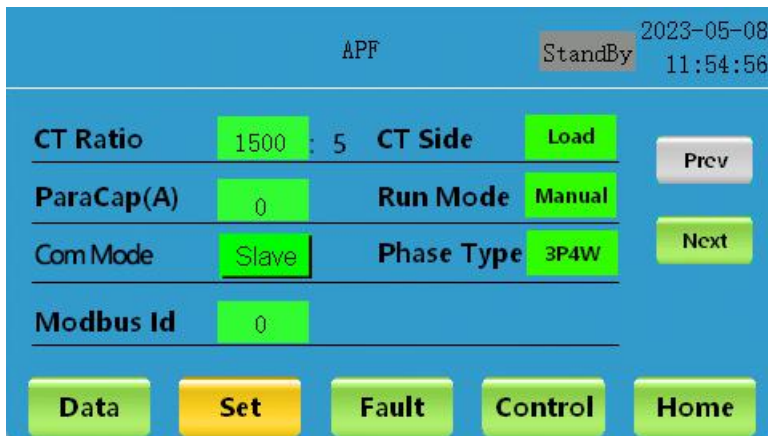 APF
StandBy
2023-05-08
11:54:56
CT Ratio 1500 : 5 CT Side Load
Prev
ParaCap(A) 0 Run Mode Manual
Com Mode Slave Phase Type 3P4W
Next
Modbus Id 0
Data Set Fault Control Home